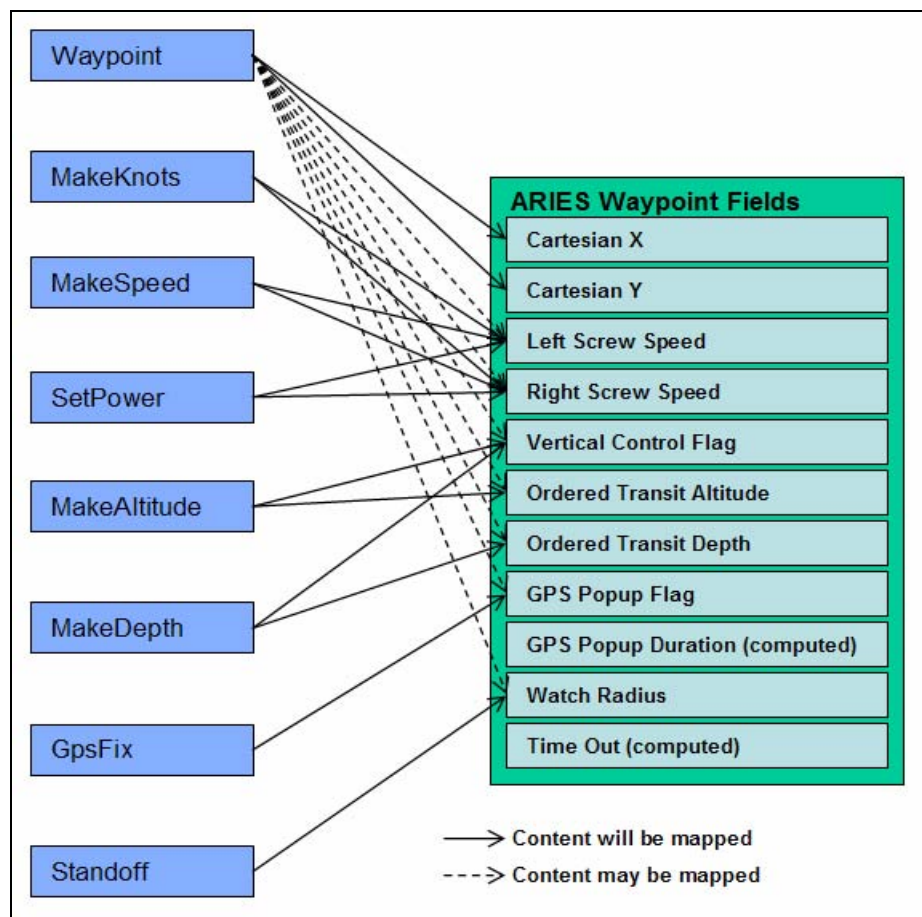 Waypoint
MakeKnots
MakeSpeed
SetPower
MakeAltitude
MakeDepth
GpsFix
Standoff
ARIES Waypoint Fields
Cartesian X
Cartesian Y
Left Screw Speed
Right Screw Speed
Vertical Control Flag
Ordered Transit Altitude
Ordered Transit Depth
GPS Popup Flag
GPS Popup Duration (computed)
Watch Radius
Time Out (computed)
Content will be mapped
Content may be mapped